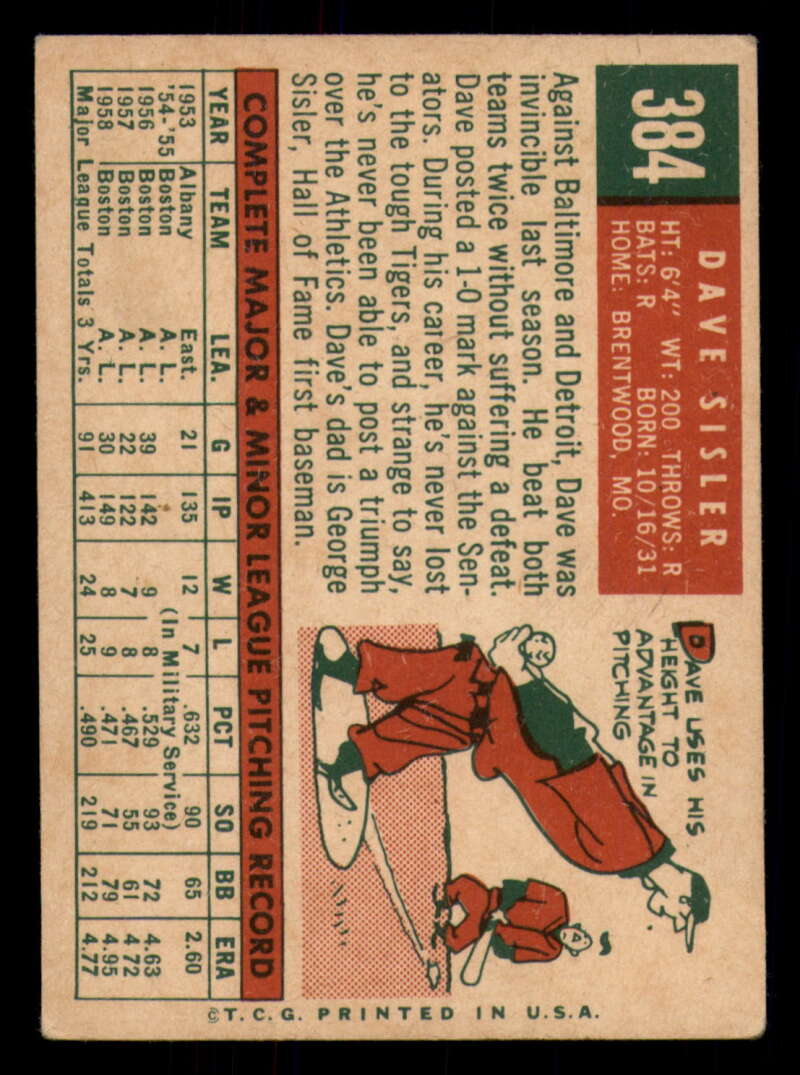 384
DAVE SISLER
HT: 6'4" WT: 200 THROWS: R
BATS: R BORN: 10/16/31
HOME: BRENTWOOD, MO.
Against Baltimore and Detroit, Dave was
invincible last season. He beat both
teams twice without suffering a defeat.
Dave posted a 1-0 mark against the Sen-
ators. During his career, he's never lost
to the tough Tigers, and strange to say,
he's never been able to post a triumph
over the Athletics. Dave's dad is George
Sisler, Hall of Fame first baseman.
DAVE USES HIS
HEIGHT TO
ADVANTAGE IN
PITCHING
COMPLETE MAJOR & MINOR LEAGUE PITCHING RECORD
YEAR TEAM LEA. G IP W L PCT SO BB ERA
1953 Albany East. 21 135 12 7 .632 90 65 2.60
'54-'55 Boston A. L. (In Military Service)
1956 Boston A. L. 39 142 9 8 .529 93 72 4.63
1957 Boston A. L. 22 122 7 8 .467 55 61 4.72
1958 Boston A. L. 30 149 8 9 .471 71 79 4.95
Major League Totals 3 Yrs. 91 413 24 25 .490 219 212 4.77
© T.C.G. PRINTED IN U.S.A.